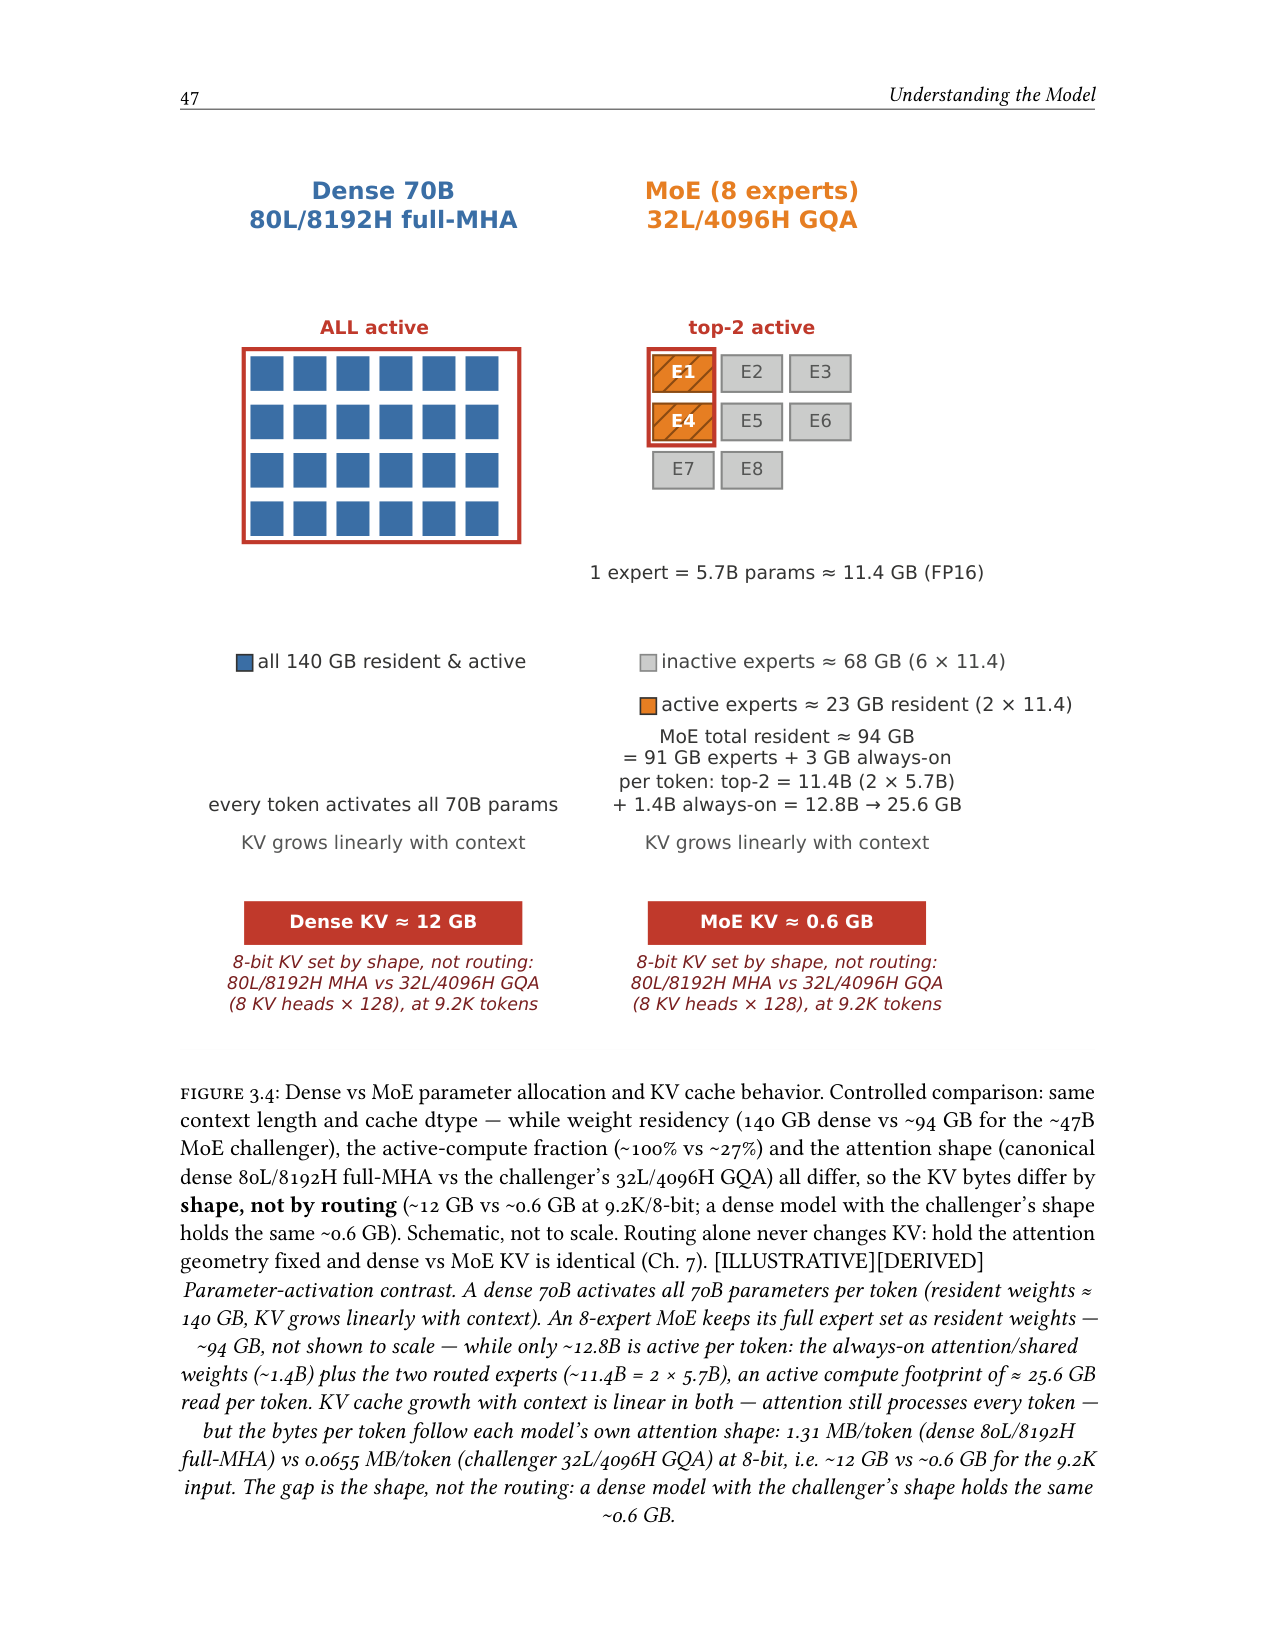 47 Understanding the Model
Dense 70B
80L/8192H full-MHA
MoE (8 experts)
32L/4096H GQA
ALL active
top-2 active
E1 E2 E3
E4 E5 E6
E7 E8
1 expert = 5.7B params ≈ 11.4 GB (FP16)
all 140 GB resident & active
inactive experts ≈ 68 GB (6 × 11.4)
active experts ≈ 23 GB resident (2 × 11.4)
MoE total resident ≈ 94 GB
= 91 GB experts + 3 GB always-on
per token: top-2 = 11.4B (2 × 5.7B)
+ 1.4B always-on = 12.8B → 25.6 GB
every token activates all 70B params
KV grows linearly with context
KV grows linearly with context
Dense KV ≈ 12 GB
8-bit KV set by shape, not routing:
80L/8192H MHA vs 32L/4096H GQA
(8 KV heads × 128), at 9.2K tokens
MoE KV ≈ 0.6 GB
8-bit KV set by shape, not routing:
80L/8192H MHA vs 32L/4096H GQA
(8 KV heads × 128), at 9.2K tokens
FIGURE 3.4: Dense vs MoE parameter allocation and KV cache behavior. Controlled comparison: same
context length and cache dtype — while weight residency (140 GB dense vs ~94 GB for the ~47B
MoE challenger), the active-compute fraction (~100% vs ~27%) and the attention shape (canonical
dense 80L/8192H full-MHA vs the challenger's 32L/4096H GQA) all differ, so the KV bytes differ by
shape, not by routing (~12 GB vs ~0.6 GB at 9.2K/8-bit; a dense model with the challenger's shape
holds the same ~0.6 GB). Schematic, not to scale. Routing alone never changes KV: hold the attention
geometry fixed and dense vs MoE KV is identical (Ch. 7). [ILLUSTRATIVE][DERIVED]
Parameter-activation contrast. A dense 70B activates all 70B parameters per token (resident weights ≈
140 GB, KV grows linearly with context). An 8-expert MoE keeps its full expert set as resident weights —
~94 GB, not shown to scale — while only ~12.8B is active per token: the always-on attention/shared
weights (~1.4B) plus the two routed experts (~11.4B = 2 × 5.7B), an active compute footprint of ≈ 25.6 GB
read per token. KV cache growth with context is linear in both — attention still processes every token —
but the bytes per token follow each model's own attention shape: 1.31 MB/token (dense 80L/8192H
full-MHA) vs 0.0655 MB/token (challenger 32L/4096H GQA) at 8-bit, i.e. ~12 GB vs ~0.6 GB for the 9.2K
input. The gap is the shape, not the routing: a dense model with the challenger's shape holds the same
~0.6 GB.